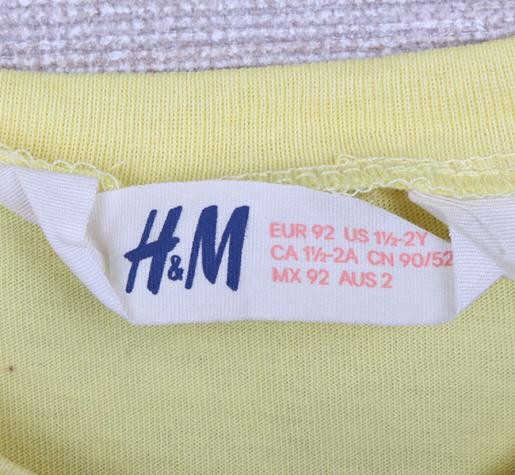 H&M
EUR 92 US 1½-2Y
CA 1½-2A CN 90/52
MX 92 AUS 2